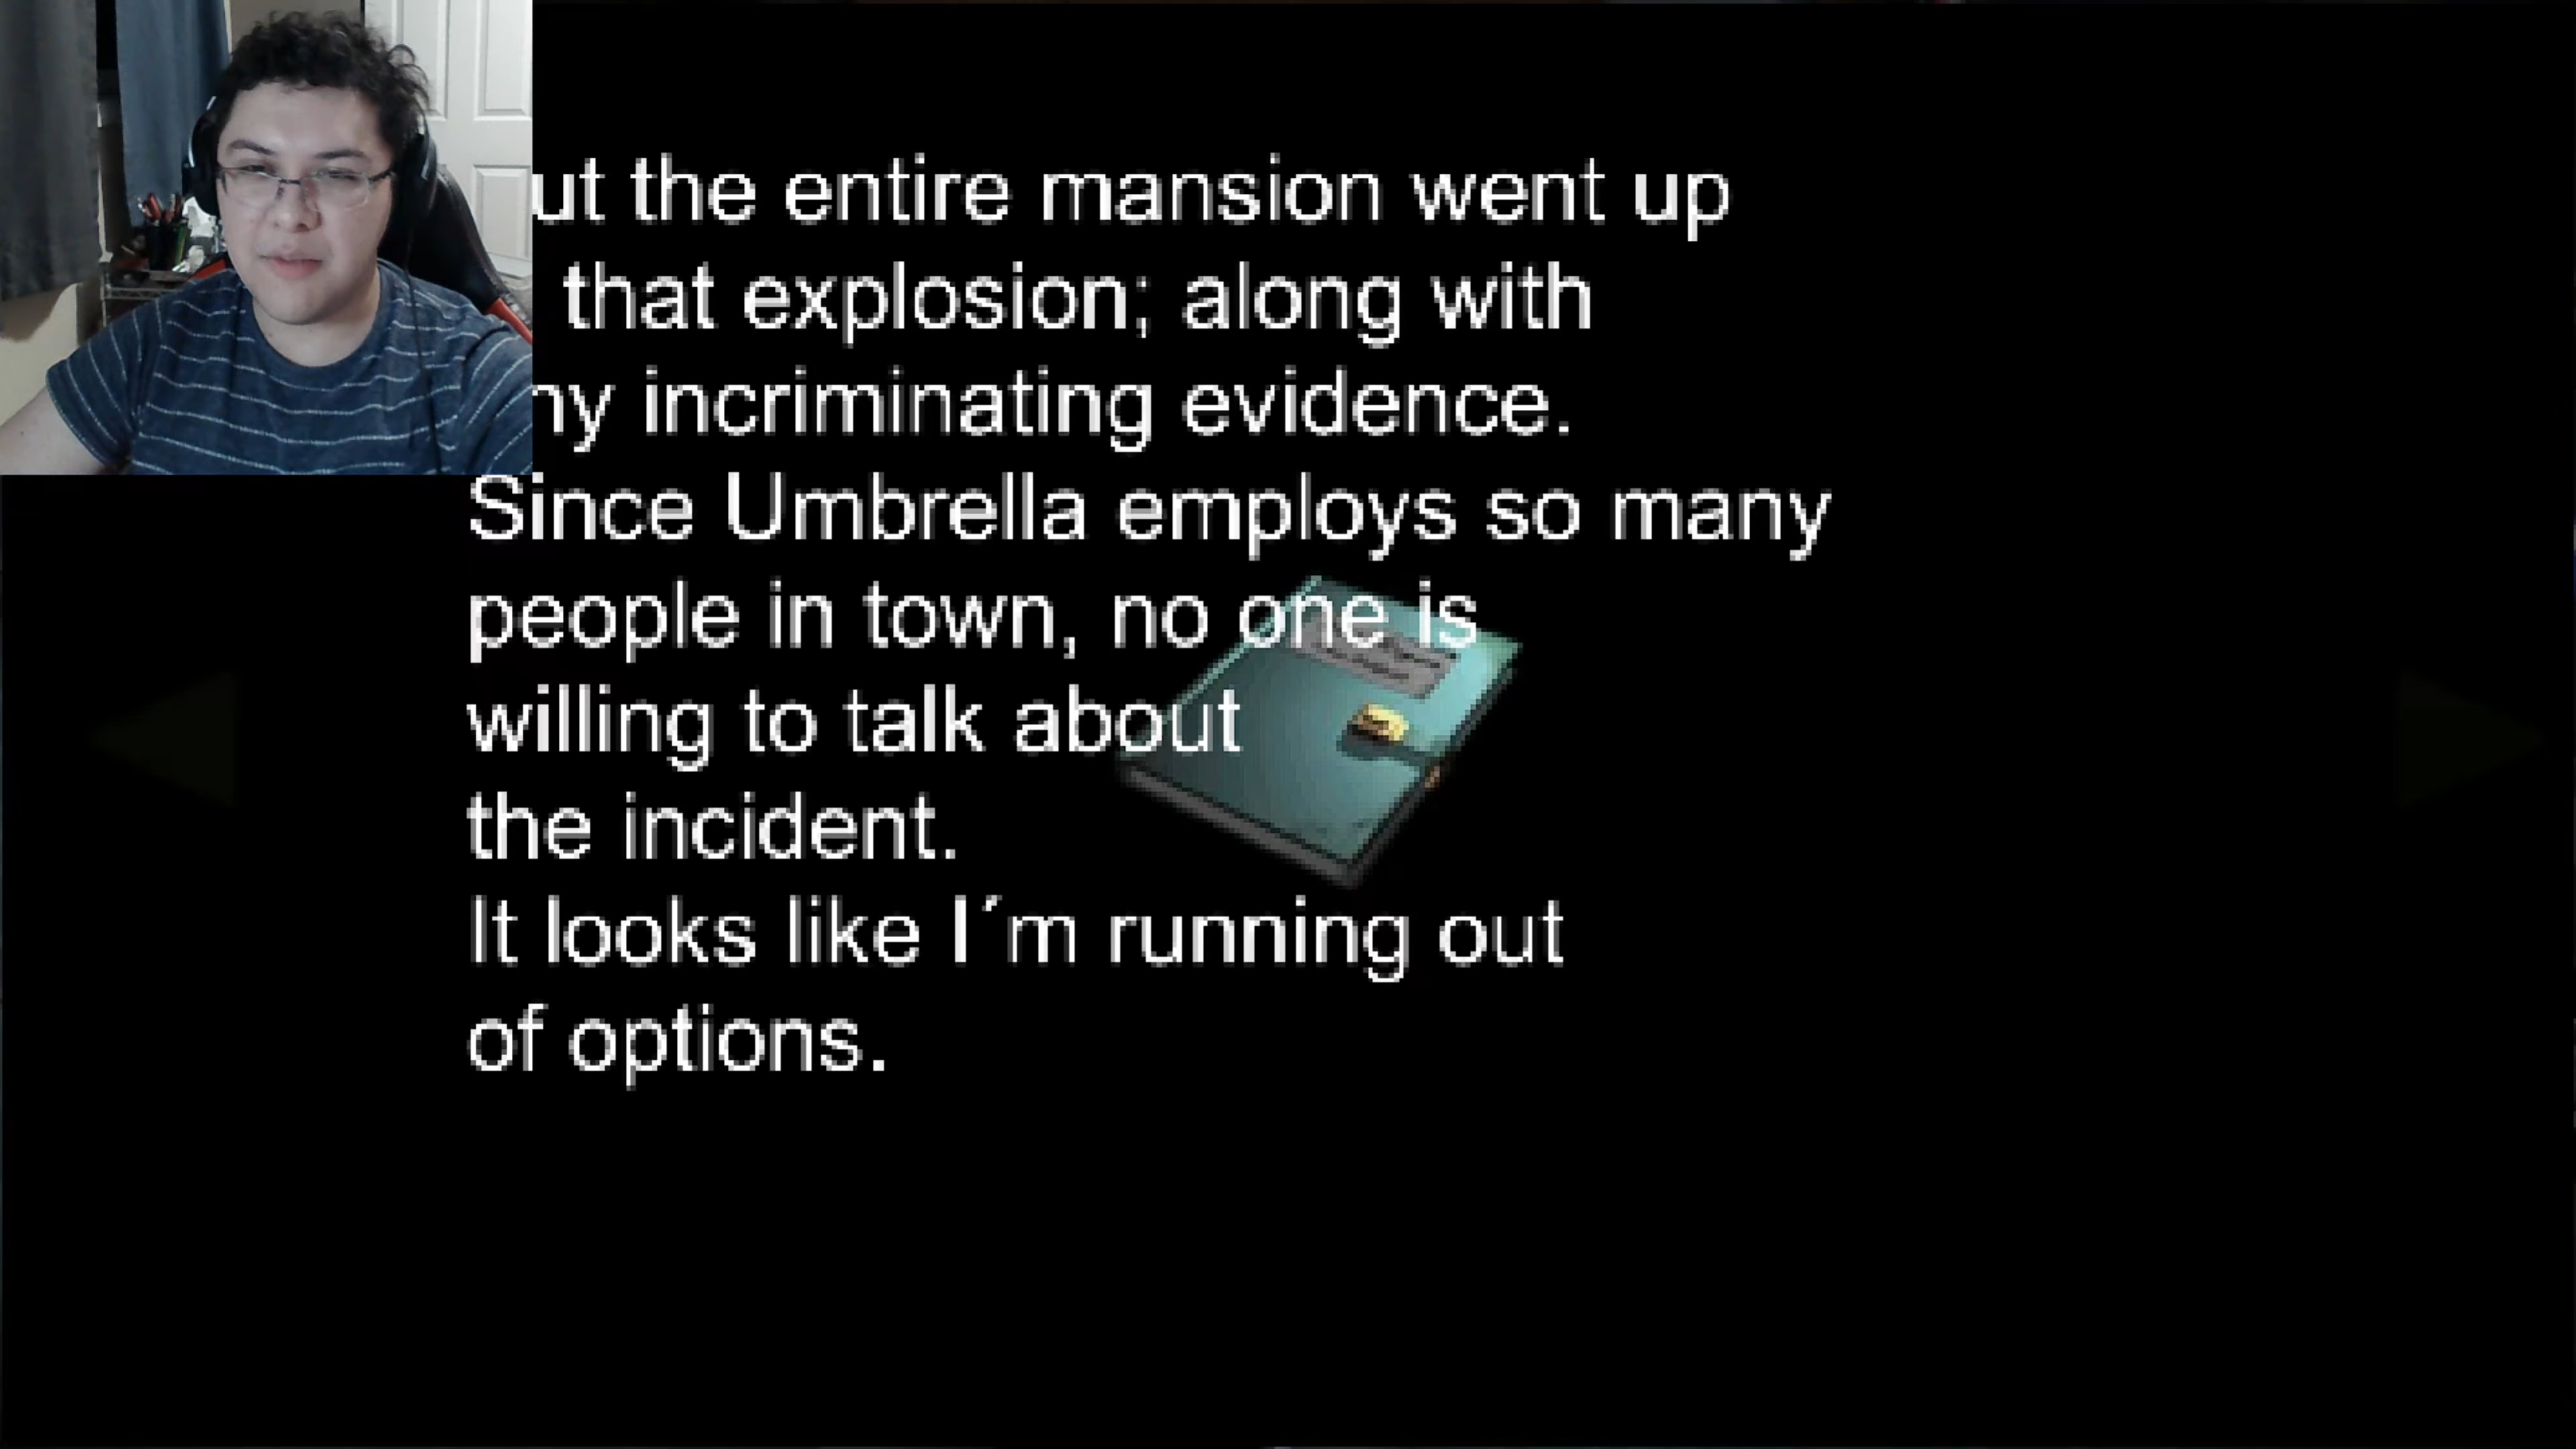 ut the entire mansion went up
that explosion; along with
ny incriminating evidence.
Since Umbrella employs so many
people in town, no one is
willing to talk about
the incident.
It looks like I´m running out
of options.